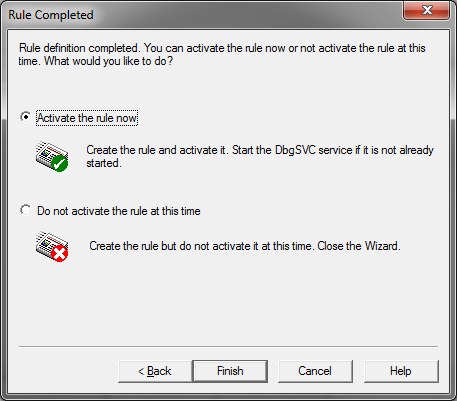 Rule Completed
Rule definition completed. You can activate the rule now or not activate the rule at this
time. What would you like to do?
Activate the rule now
Create the rule and activate it. Start the DbgSVC service if it is not already
started.
Do not activate the rule at this time
Create the rule but do not activate it at this time. Close the Wizard.
< Back
Finish
Cancel
Help